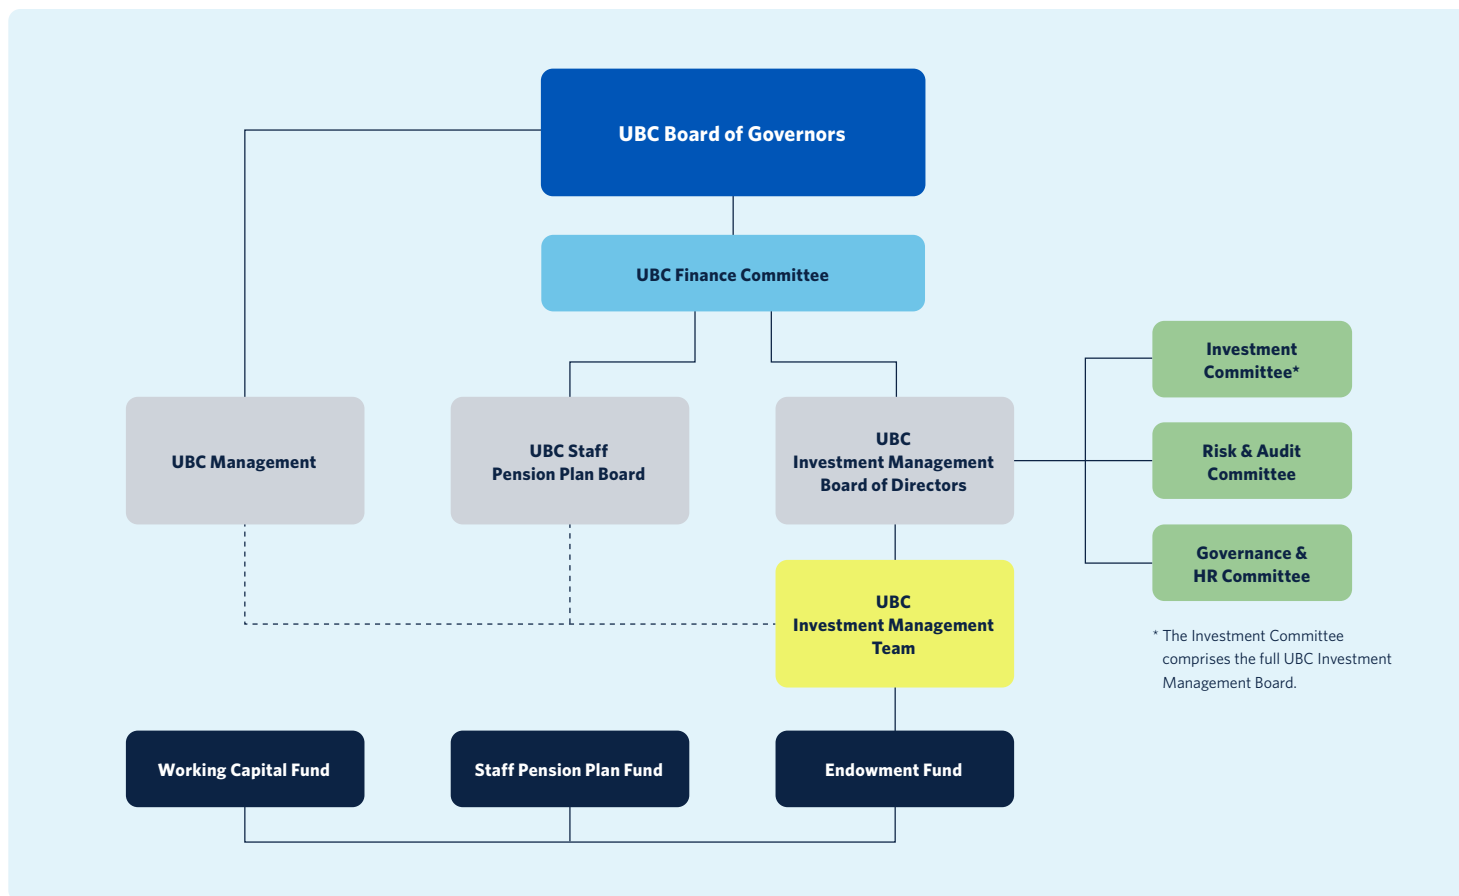 UBC Board of Governors
UBC Finance Committee
Investment
Committee*
UBC Management
UBC Staff
Pension Plan Board
UBC
Investment Management
Board of Directors
Risk & Audit
Committee
Governance &
HR Committee
UBC
Investment Management
Team
* The Investment Committee
comprises the full UBC Investment
Management Board.
Working Capital Fund
Staff Pension Plan Fund
Endowment Fund